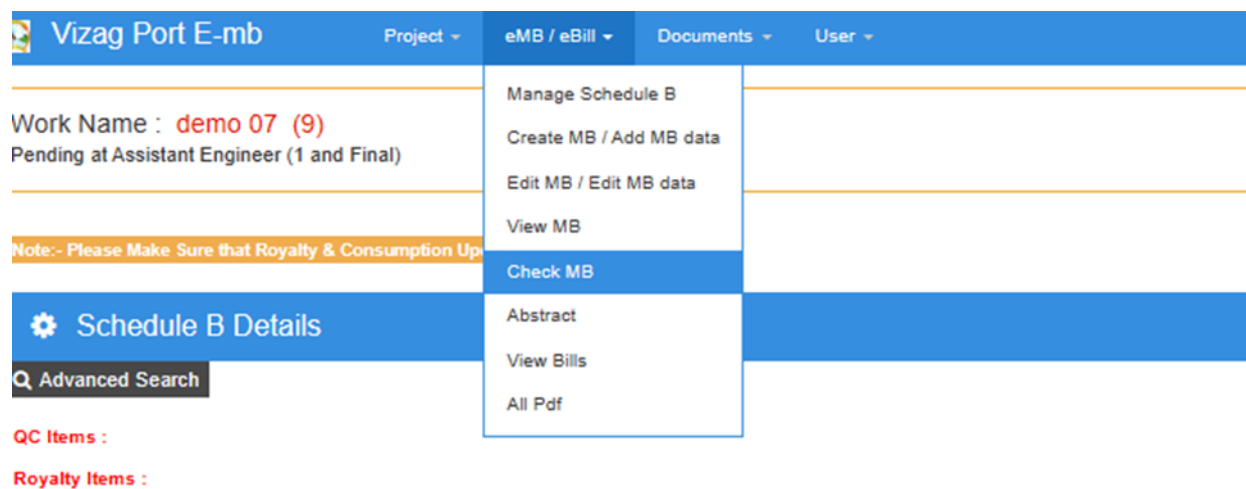 Vizag Port E-mb
Project
eMB / eBill
Documents
User
Manage Schedule B
Create MB / Add MB data
Edit MB / Edit MB data
View MB
Check MB
Abstract
View Bills
All Pdf
Work Name : demo 07 (9)
Pending at Assistant Engineer (1 and Final)
Note:- Please Make Sure that Royalty & Consumption
Schedule B Details
Advanced Search
QC Items :
Royalty Items :